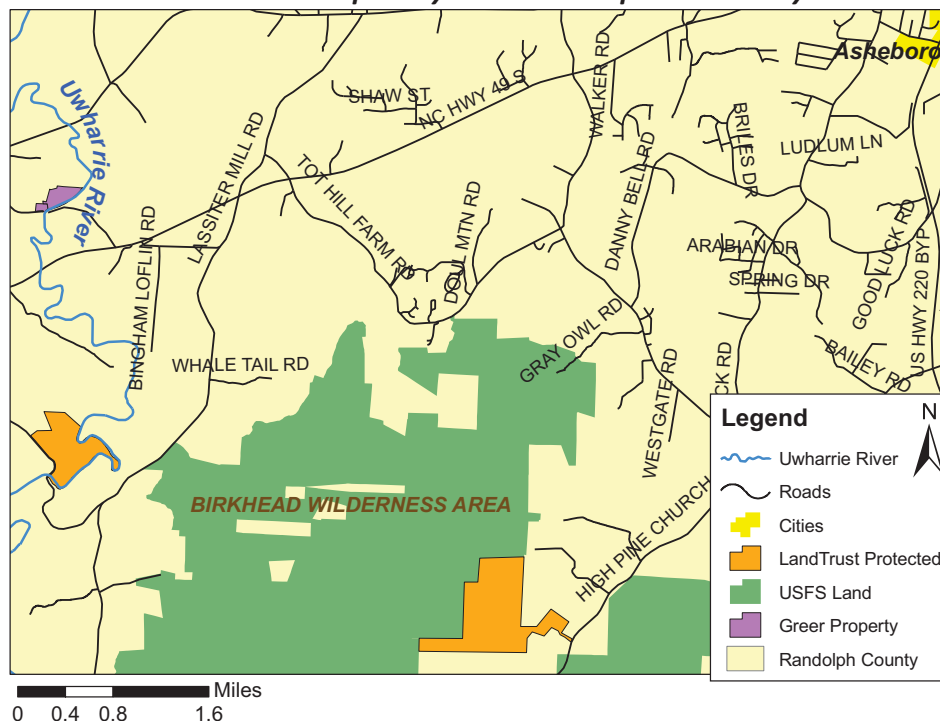 Asheboro
SHAW ST
NC HWY 49 S
WALKER RD
Uwharrie River
LASSITER MILL RD
TOT HILL FARM RD
DOUL MTN RD
DANNY BELL RD
BRILES DR
LUDLUM LN
BINGHAM LOFLIN RD
ARABIAN DR
SPRING DR
GOOD LUCK RD
US HWY 220 BYP
WHALE TAIL RD
GRAY OWL RD
WESTGATE RD
CK RD
BAILEY RD
BIRKHEAD WILDERNESS AREA
HIGH PINE CHURCH
Legend
N
Uwharrie River
Roads
Cities
LandTrust Protected
USFS Land
Greer Property
Randolph County
Miles
0 0.4 0.8 1.6